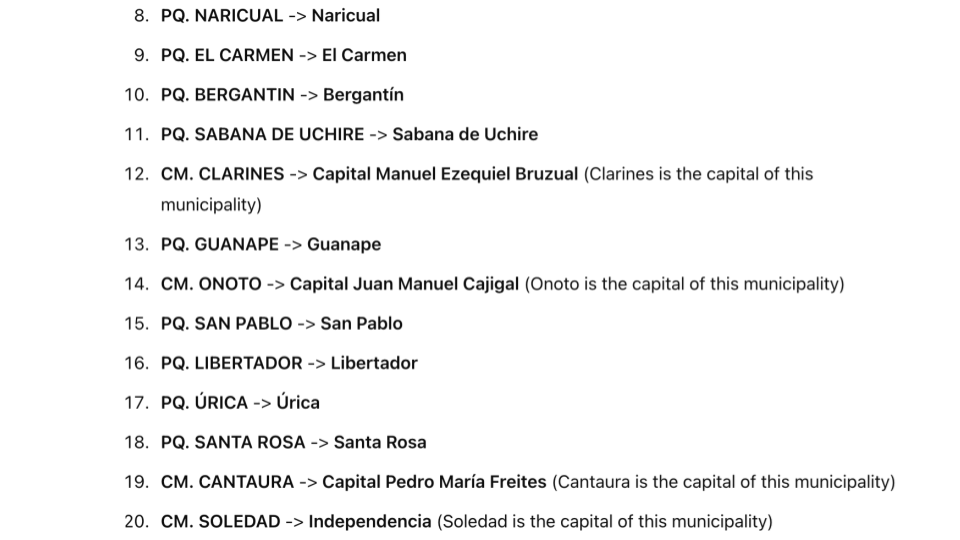 8. PQ. NARICUAL -> Naricual
9. PQ. EL CARMEN -> El Carmen
10. PQ. BERGANTIN -> Bergantín
11. PQ. SABANA DE UCHIRE -> Sabana de Uchire
12. CM. CLARINES -> Capital Manuel Ezequiel Bruzual (Clarines is the capital of this
municipality)
13. PQ. GUANAPE -> Guanape
14. CM. ONOTO -> Capital Juan Manuel Cajigal (Onoto is the capital of this municipality)
15. PQ. SAN PABLO -> San Pablo
16. PQ. LIBERTADOR -> Libertador
17. PQ. ÚRICA -> Úrica
18. PQ. SANTA ROSA -> Santa Rosa
19. CM. CANTAURA -> Capital Pedro María Freites (Cantaura is the capital of this municipality)
20. CM. SOLEDAD -> Independencia (Soledad is the capital of this municipality)